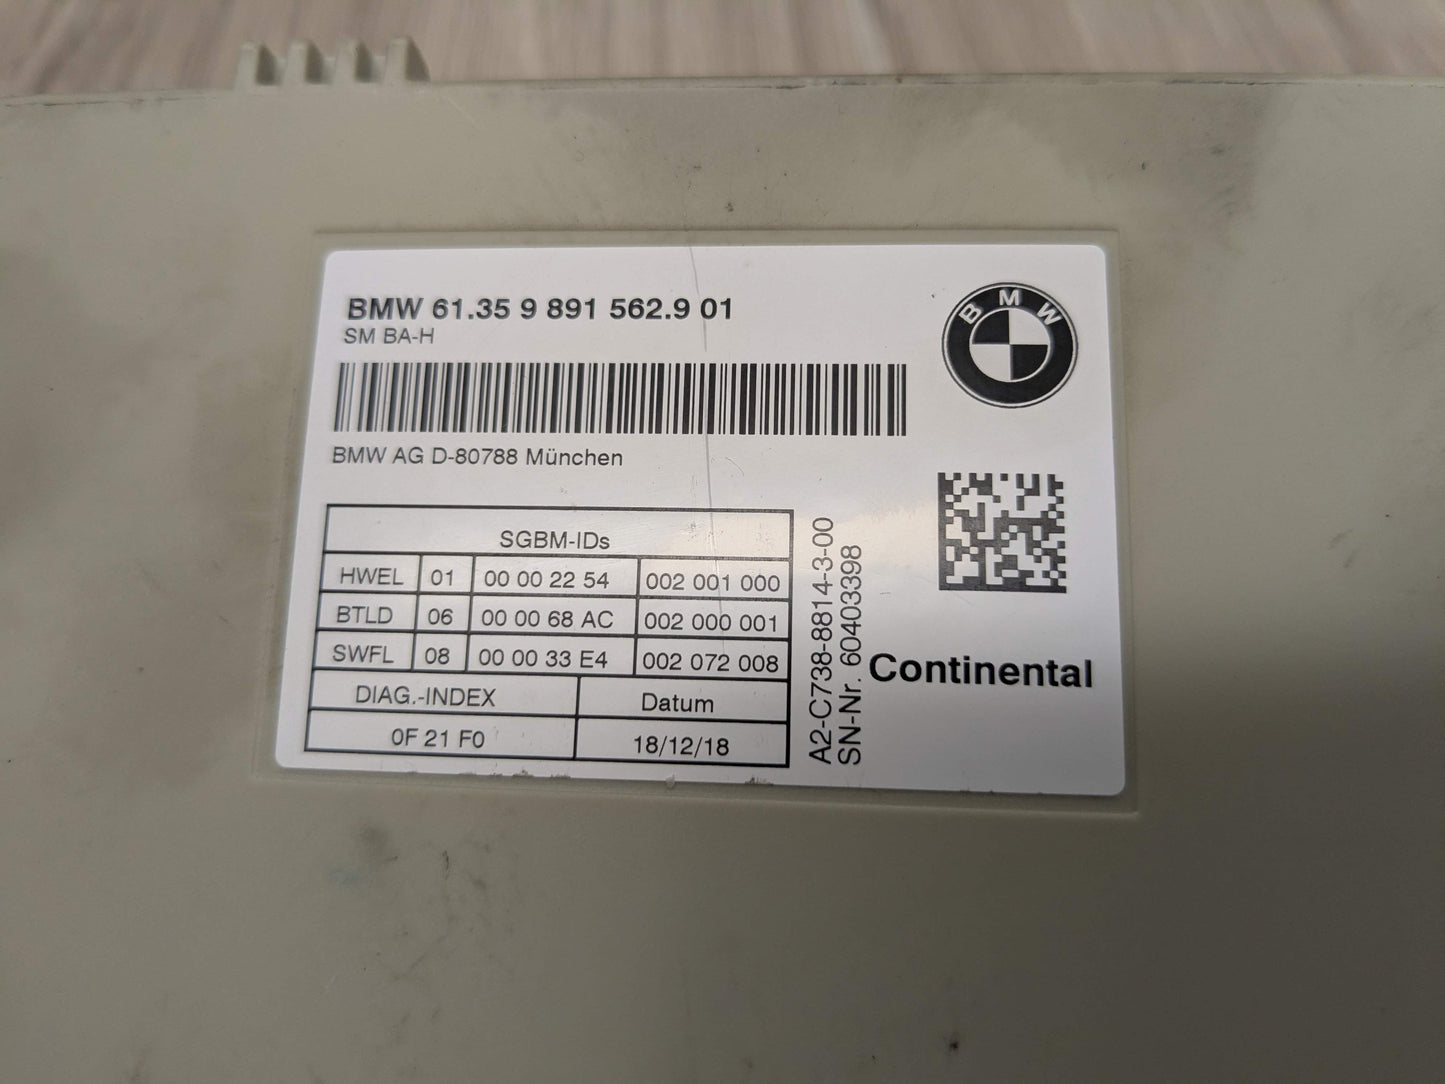 BMW 61.35 9 891 562.9 01
SM BA-H
BMW
BMW AG D-80788 München
SGBM-IDs
HWEL 01 00 00 22 54 002 001 000
BTLD 06 00 00 68 AC 002 000 001
SWFL 08 00 00 33 E4 002 072 008
DIAG.-INDEX Datum
0F 21 F0 18/12/18
A2-C738-8814-3-00
SN-Nr. 60403398
Continental